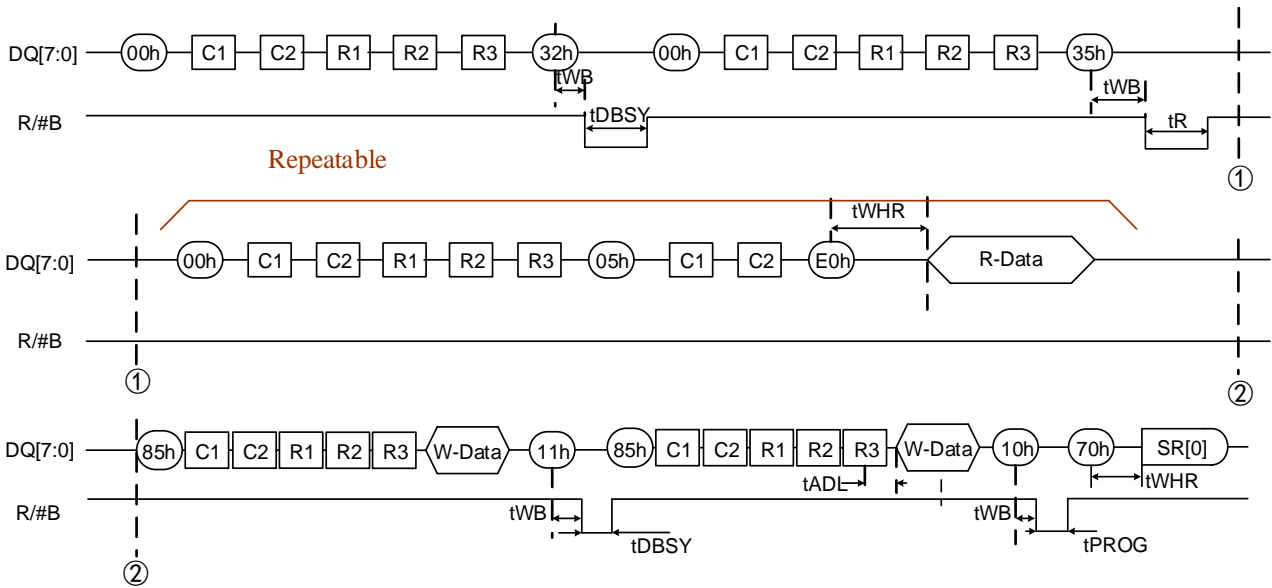 DQ[7:0] 00h C1 C2 R1 R2 R3 32h 00h C1 C2 R1 R2 R3 35h
tWB tWB
R/#B tDBSY tR
Repeatable
①
tWHR
DQ[7:0] 00h C1 C2 R1 R2 R3 05h C1 C2 E0h R-Data
R/#B
① ②
DQ[7:0] 85h C1 C2 R1 R2 R3 W-Data 11h 85h C1 C2 R1 R2 R3 W-Data 10h 70h SR[0]
tADL tWHR
R/#B tWB tWB
tDBSY tPROG
②